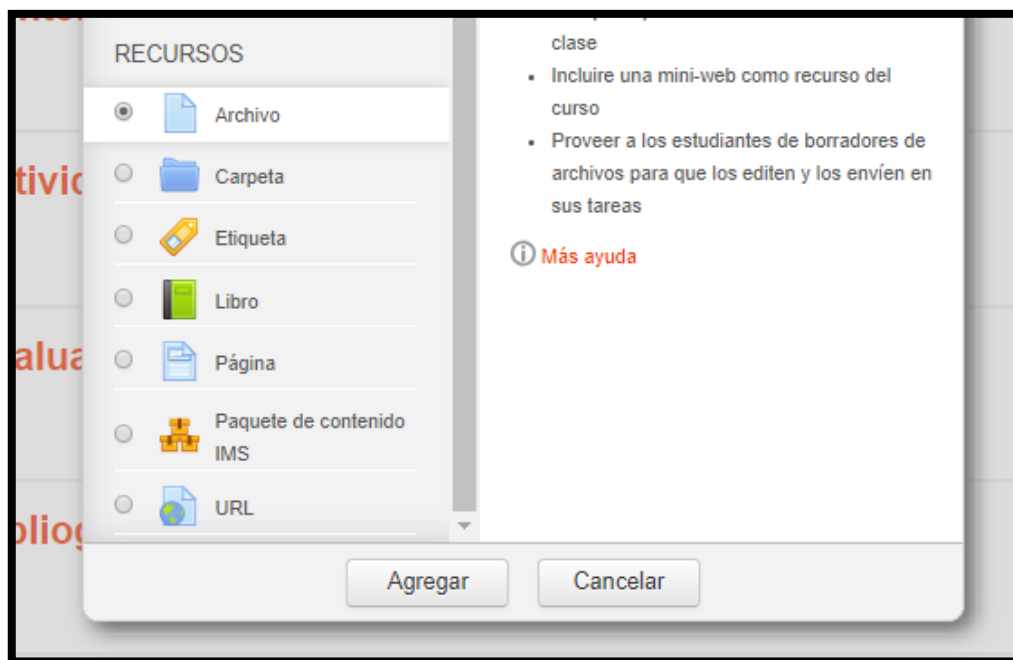 RECURSOS
Archivo
Carpeta
Etiqueta
Libro
Página
Paquete de contenido
IMS
URL
clase
• Incluire una mini-web como recurso del
curso
• Proveer a los estudiantes de borradores de
archivos para que los editen y los envíen en
sus tareas
Más ayuda
Agregar
Cancelar